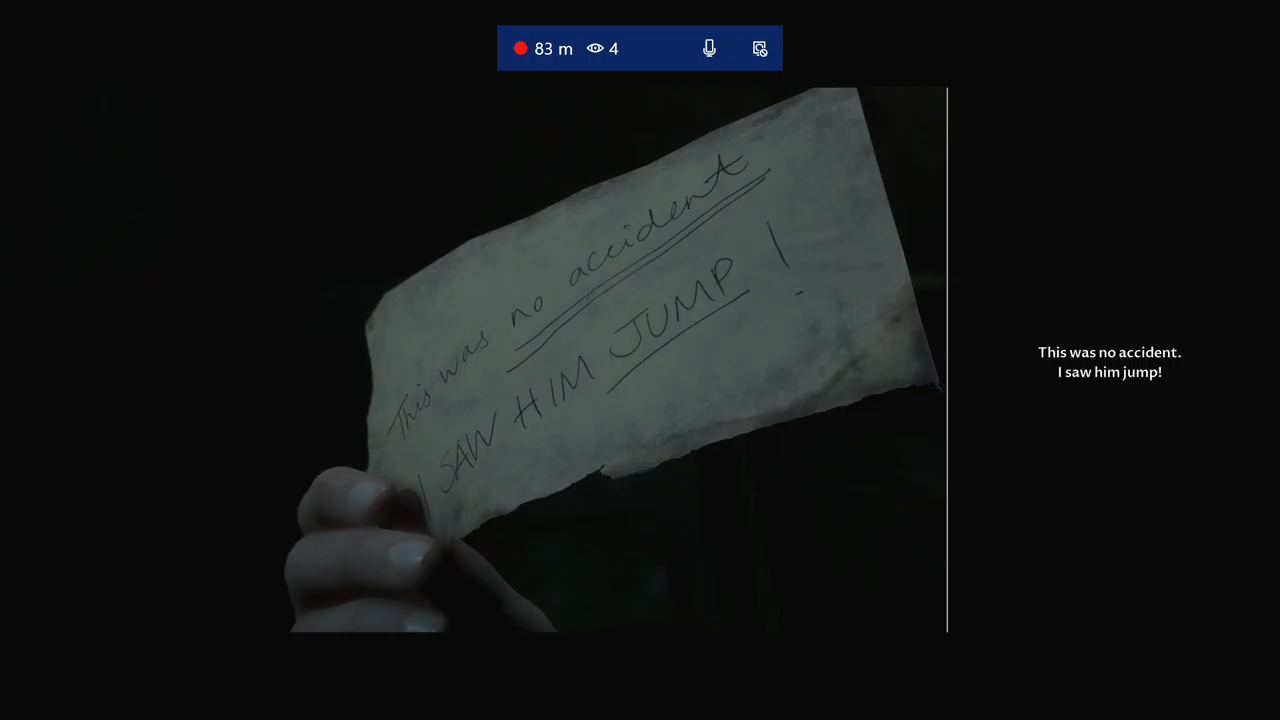 83 m 4
This was no accident
I SAW HIM JUMP !
This was no accident.
I saw him jump!